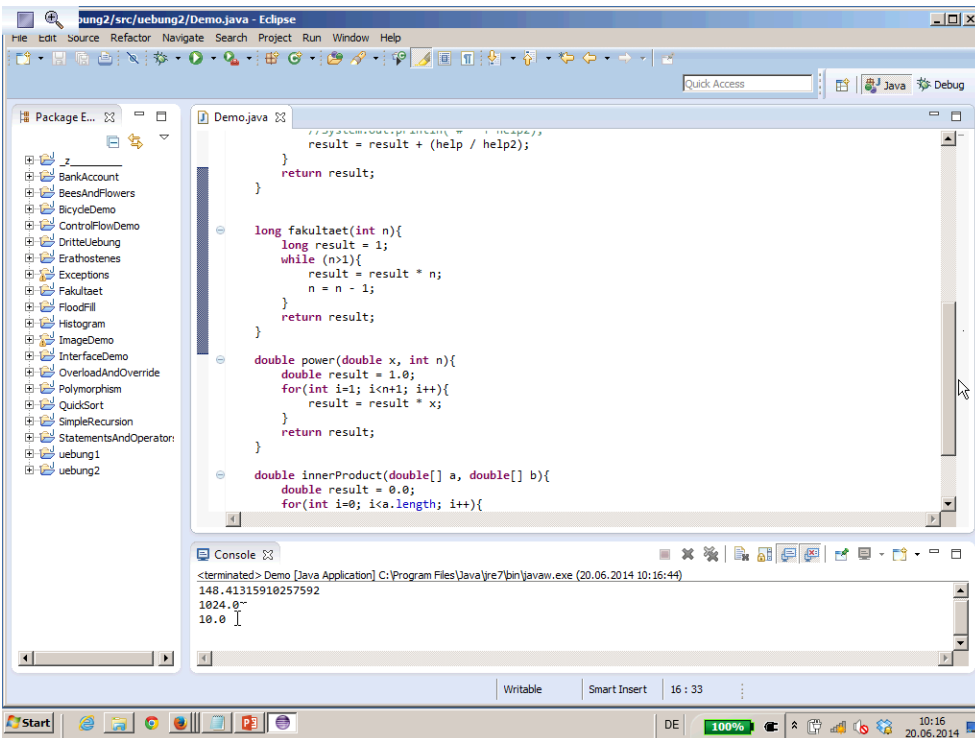 bung2/src/uebung2/Demo.java - Eclipse
File Edit Source Refactor Navigate Search Project Run Window Help
Quick Access
Java
Debug
Package E...
_z_________
BankAccount
BeesAndFlowers
BicycleDemo
ControlFlowDemo
DritteUebung
Erathostenes
Exceptions
Fakultaet
FloodFill
Histogram
ImageDemo
InterfaceDemo
OverloadAndOverride
Polymorphism
QuickSort
SimpleRecursion
StatementsAndOperator
uebung1
uebung2
Demo.java
result = result + (help / help2);
}
return result;
}
long fakultaet(int n){
long result = 1;
while (n>1){
result = result * n;
n = n - 1;
}
return result;
}
double power(double x, int n){
double result = 1.0;
for(int i=1; i<n+1; i++){
result = result * x;
}
return result;
}
double innerProduct(double[] a, double[] b){
double result = 0.0;
for(int i=0; i<a.length; i++){
Console
<terminated> Demo [Java Application] C:\Program Files\Java\jre7\bin\javaw.exe (20.06.2014 10:16:44)
148.41315910257592
1024.0
10.0
Writable
Smart Insert
16 : 33
Start
DE
100%
10:16
20.06.2014